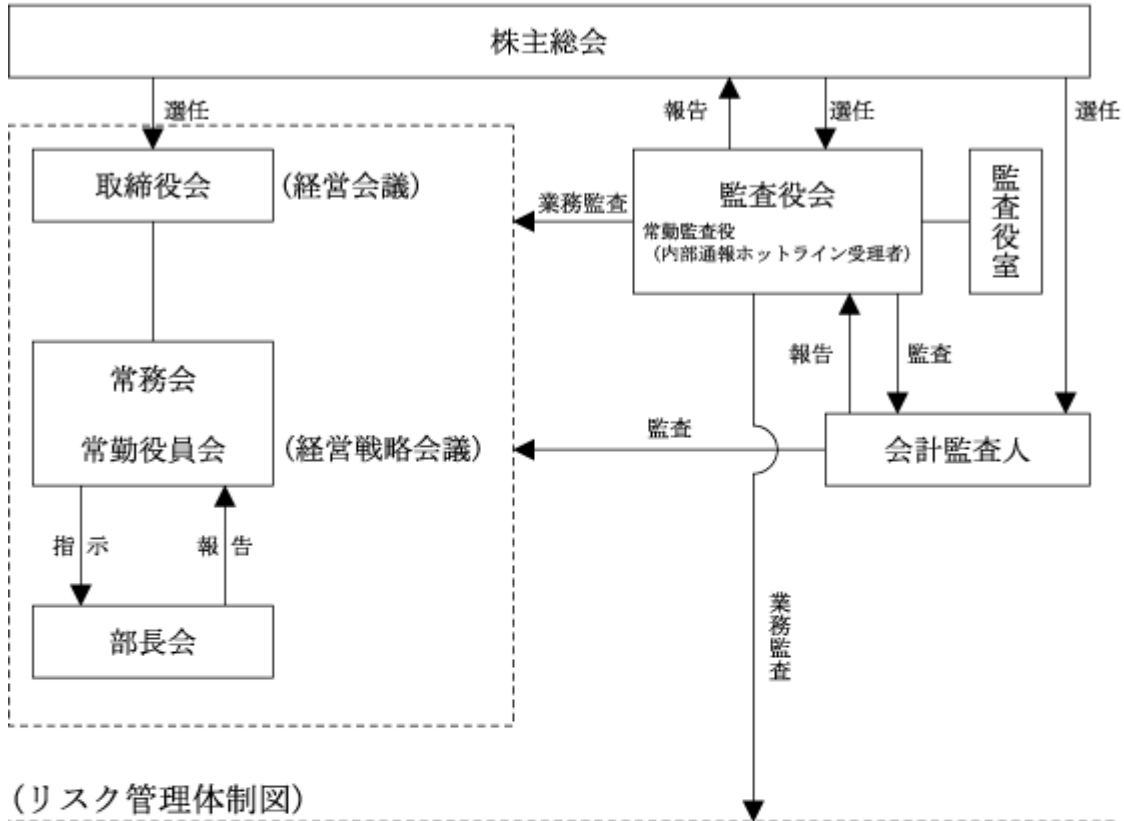 株主総会
選任
報告
選任
選任
取締役会
(経営会議)
業務監査
監査役会
常勤監査役
(内部通報ホットライン受理者)
監査役室
常務会
報告
監査
常勤役員会
(経営戦略会議)
監査
会計監査人
指示
報告
部長会
業務監査
(リスク管理体制図)